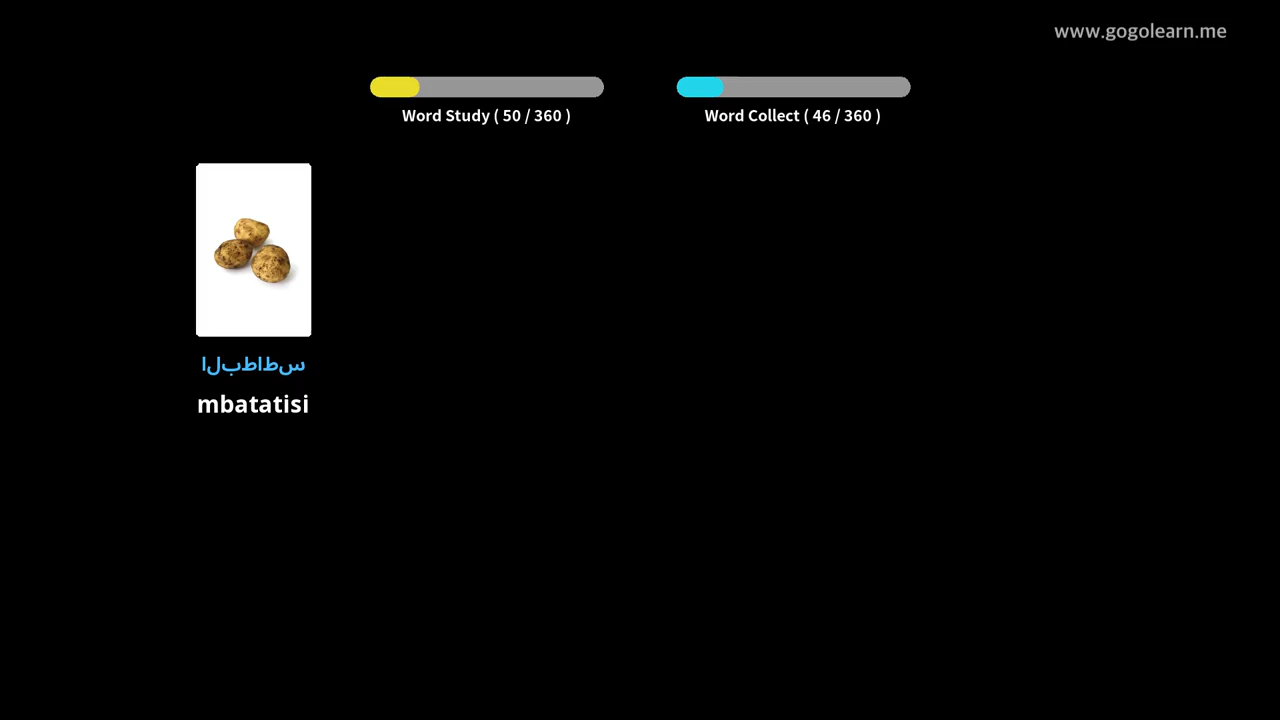 www.gogolearn.me
Word Study ( 50 / 360 )
Word Collect ( 46 / 360 )
البطاطس
mbatatisi